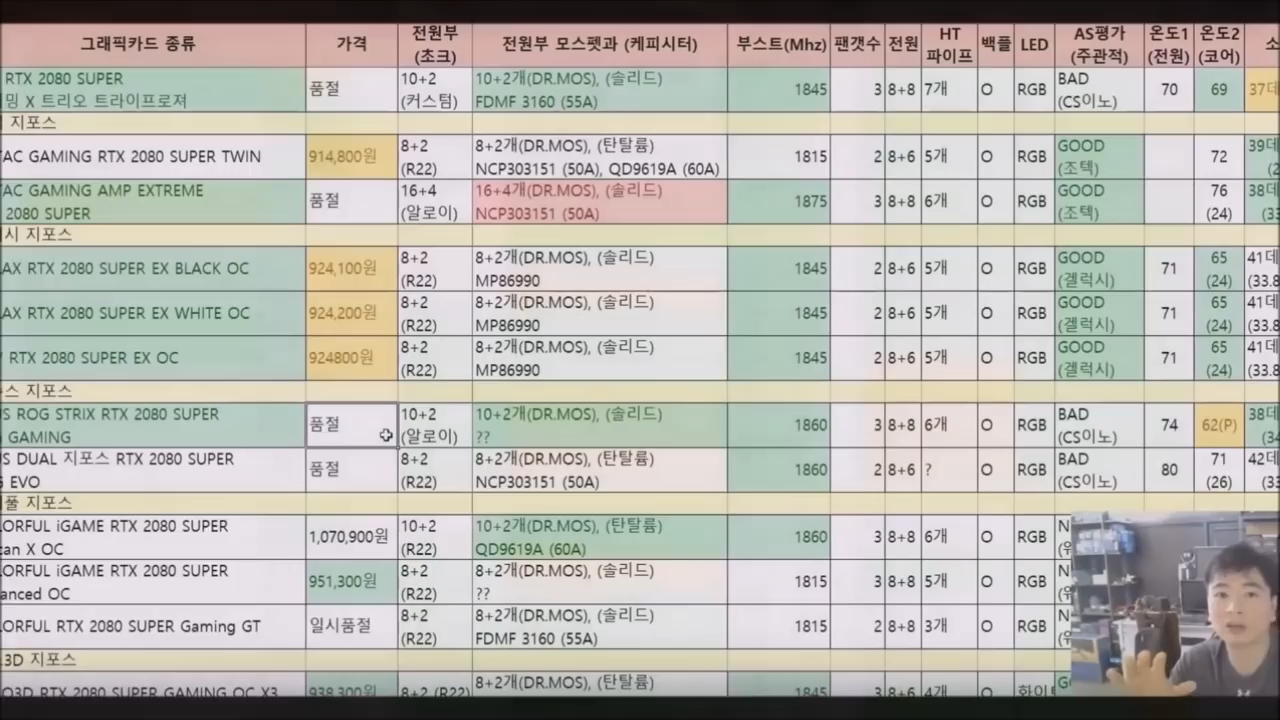 그래픽카드 종류 가격 전원부 (초크) 전원부 모스펫과 (케피시터) 부스트(Mhz) 팬갯수 전원 HT 파이프 백플 LED AS평가 (주관적) 온도1 (전원) 온도2 (코어) 소
RTX 2080 SUPER 품절 10+2 10+2개(DR.MOS), (솔리드) 1845 3 8+8 7개 O RGB BAD 70 69 37데
밍 X 트리오 트라이프로져 (커스텀) FDMF 3160 (55A) (CS이노)
지포스
TAC GAMING RTX 2080 SUPER TWIN 914,800원 8+2 8+2개(DR.MOS), (탄탈륨) 1815 2 8+6 5개 O RGB GOOD 72 39데
(R22) NCP303151 (50A), QD9619A (60A) (조텍) (2
TAC GAMING AMP EXTREME 품절 16+4 16+4개(DR.MOS), (솔리드) 1875 3 8+8 6개 O RGB GOOD 76 38데
2080 SUPER (알로이) NCP303151 (50A) (조텍) (24) (33
시 지포스
AX RTX 2080 SUPER EX BLACK OC 924,100원 8+2 8+2개(DR.MOS), (솔리드) 1845 2 8+6 5개 O RGB GOOD 71 65 41데
(R22) MP86990 (겔럭시) (24) (33.8
AX RTX 2080 SUPER EX WHITE OC 924,200원 8+2 8+2개(DR.MOS), (솔리드) 1845 2 8+6 5개 O RGB GOOD 71 65 41데
(R22) MP86990 (겔럭시) (24) (33.8
RTX 2080 SUPER EX OC 924800원 8+2 8+2개(DR.MOS), (솔리드) 1845 2 8+6 5개 O RGB GOOD 71 65 41데
(R22) MP86990 (겔럭시) (24) (33.8
스 지포스
S ROG STRIX RTX 2080 SUPER 품절 10+2 10+2개(DR.MOS), (솔리드) 1860 3 8+8 6개 O RGB BAD 74 62(P) 38데
GAMING (알로이) ?? (CS이노) (34
S DUAL 지포스 RTX 2080 SUPER 품절 8+2 8+2개(DR.MOS), (탄탈륨) 1860 2 8+6 ? O RGB BAD 80 71 42데
EVO (R22) NCP303151 (50A) (CS이노) (26) (33
풀 지포스
ORFUL iGAME RTX 2080 SUPER 1,070,900원 10+2 10+2개(DR.MOS), (탄탈륨) 1860 3 8+8 6개 O RGB
can X OC (R22) QD9619A (60A)
ORFUL iGAME RTX 2080 SUPER 951,300원 8+2 8+2개(DR.MOS), (솔리드) 1815 3 8+8 5개 O RGB
anced OC (R22) ??
ORFUL RTX 2080 SUPER Gaming GT 일시품절 8+2 8+2개(DR.MOS), (솔리드) 1815 2 8+8 3개 O RGB
(R22) FDMF 3160 (55A)
3D 지포스
O3D RTX 2080 SUPER GAMING OC X3 938,300원 8+2 (R22) 8+2개(DR.MOS), (탄탈륨) 1845 3 8+6 4개 O